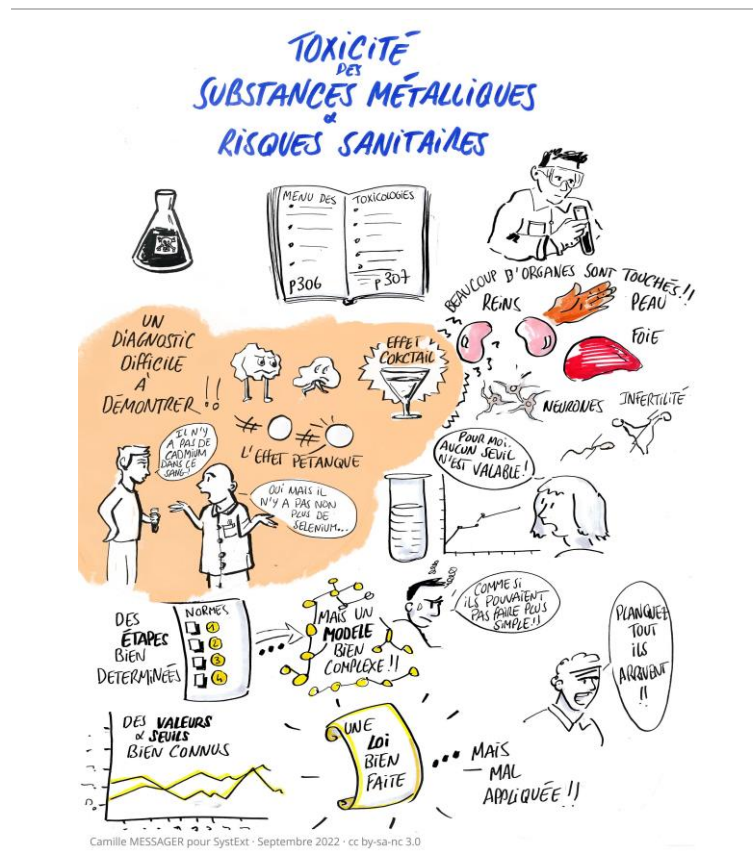 TOXICITÉ
DES
SUBSTANCES MÉTALLIQUES
&
RISQUES SANITAIRES
MENU DES
TOXICOLOGIES
p306
p307
BEAUCOUP D'ORGANES SONT TOUCHÉS!!
REINS
PEAU
FOIE
NEURONES
INFERTILITÉ
UN
DIAGNOSTIC
DIFFICILE
À
DÉMONTRER!!
EFFET
COKCTAIL
L'EFFET PÉTANQUE
IL N'Y
A PAS DE
CADMIUM
DANS CE
SANG!
OUI MAIS IL
N'Y A PAS NON
PLUS DE
SELENIUM...
POUR MOI,
AUCUN SEUIL
N'EST VALABLE!
DES
ÉTAPES
BIEN
DETERMINÉES
NORMES
1
2
3
4
MAIS UN
MODÈLE
BIEN
COMPLEXE!!
COMME SI
ILS POUVAIENT
PAS FAIRE PLUS
SIMPLE!!
PLANQUEZ
TOUT
ILS
ARRIVENT
!!
DES VALEURS
& SEUILS
BIEN CONNUS
UNE
LOI
BIEN
FAITE
... MAIS
MAL
APPLIQUÉE!!
Camille MESSAGER pour SystExt · Septembre 2022 · cc by-sa-nc 3.0